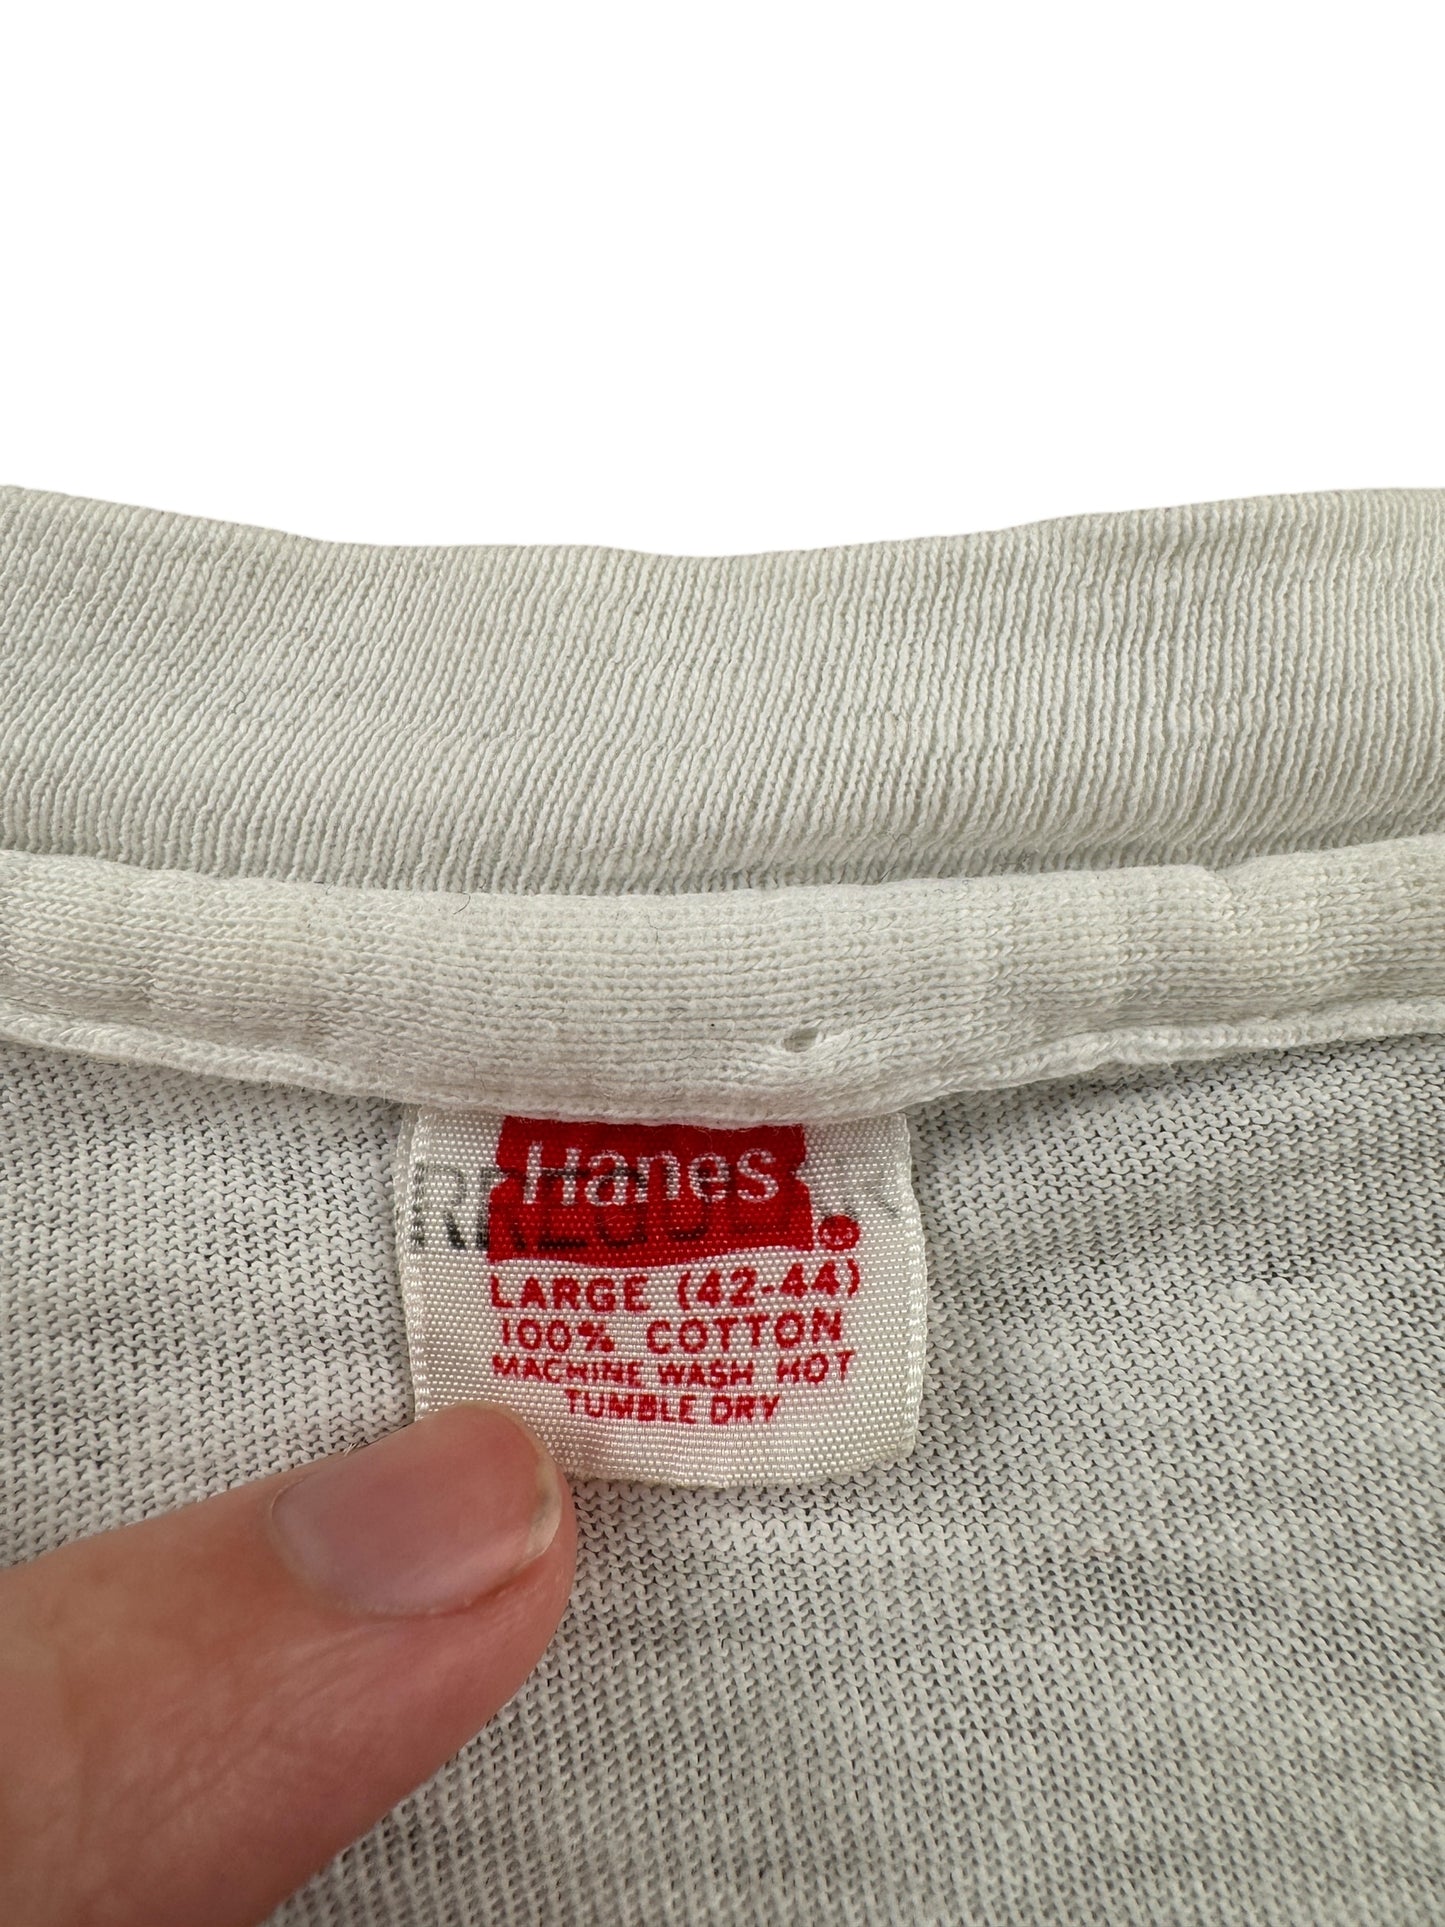 Hanes
LARGE (42-44)
100% COTTON
MACHINE WASH HOT
TUMBLE DRY